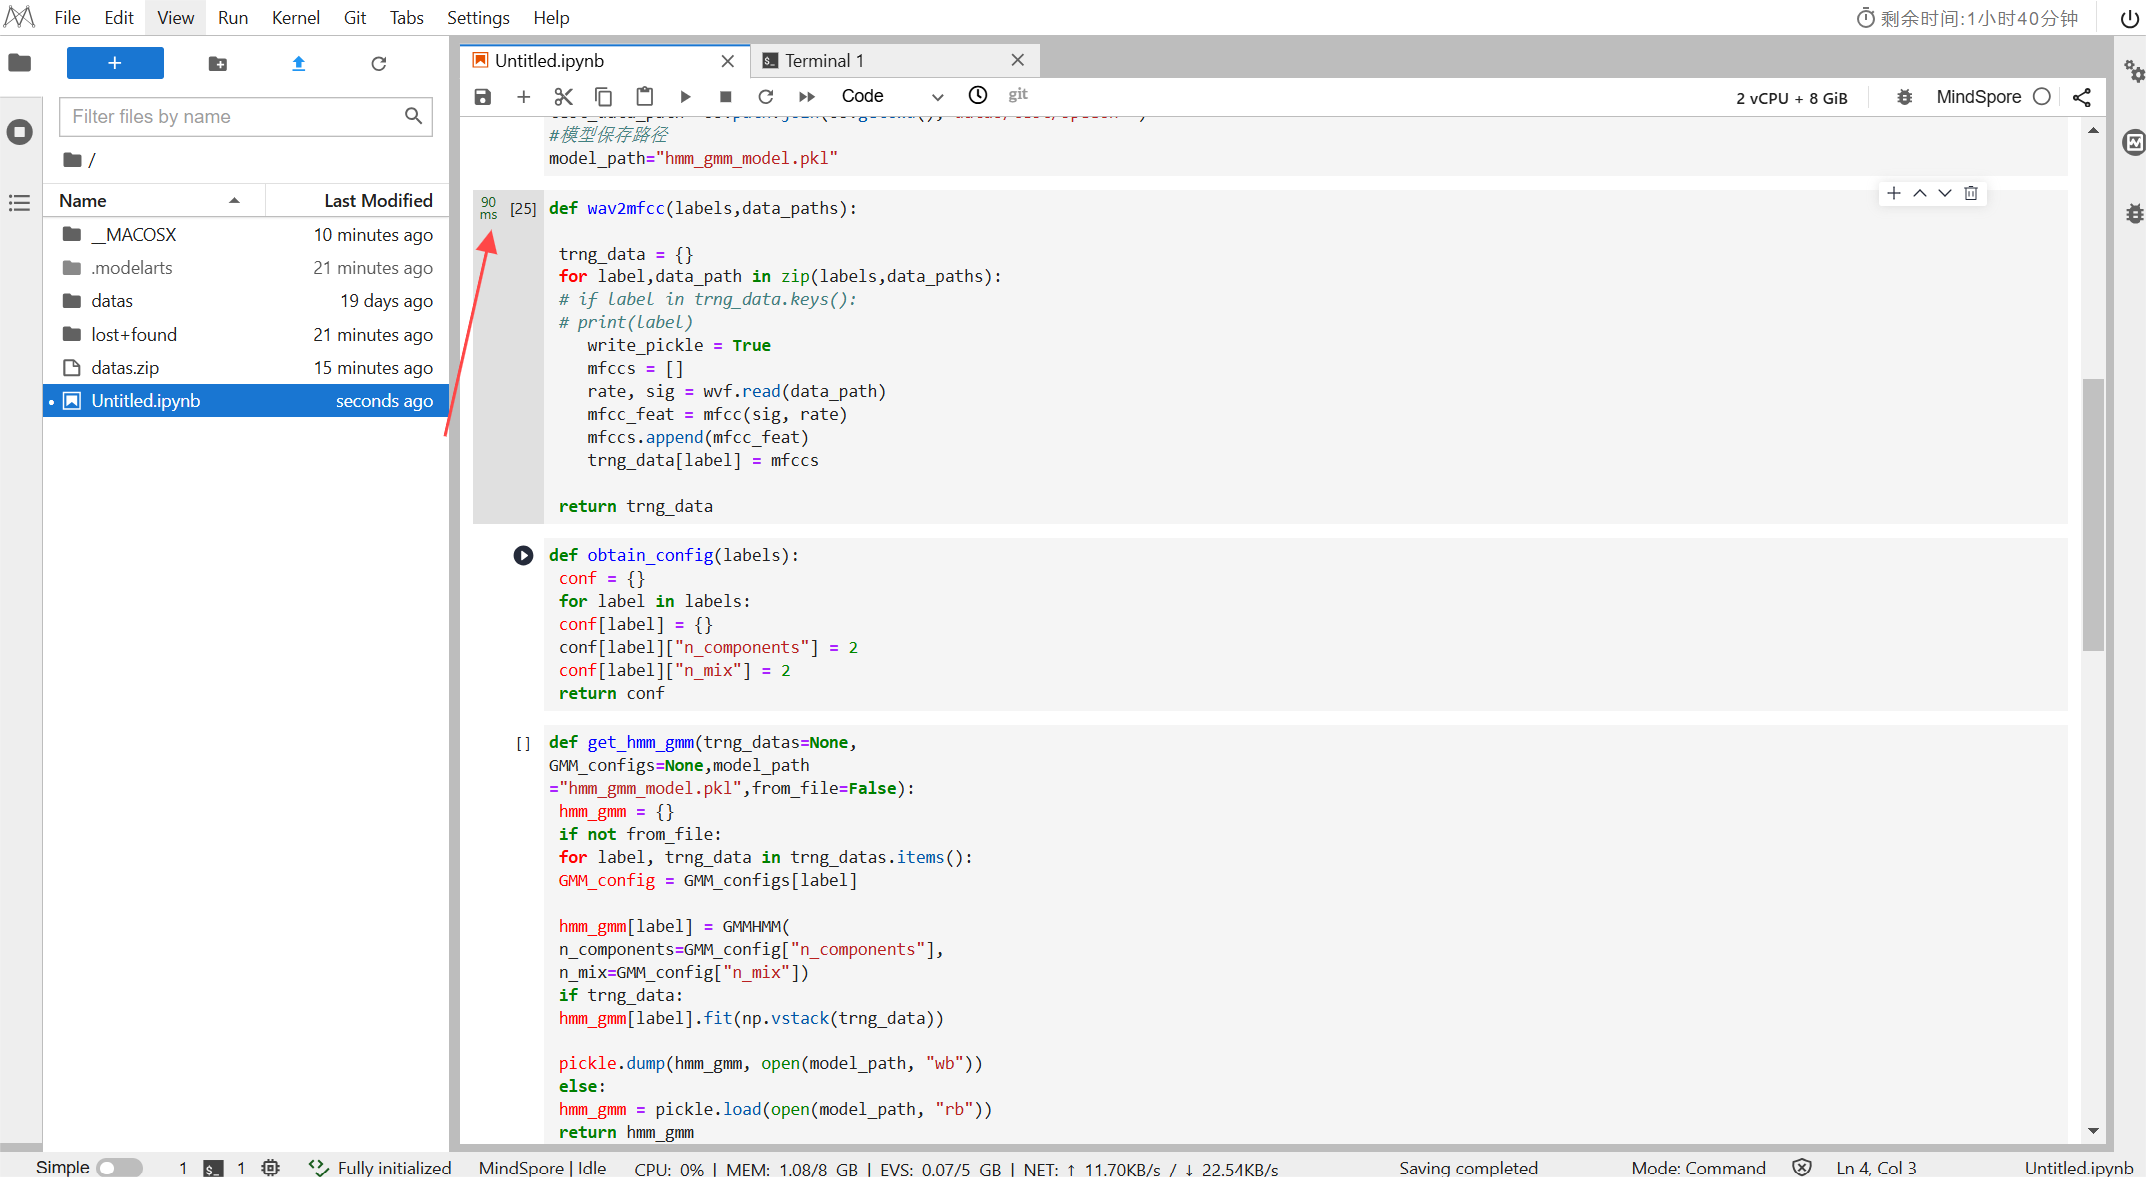 File Edit View Run Kernel Git Tabs Settings Help
剩余时间:1小时40分钟
Filter files by name
/
Name Last Modified
__MACOSX 10 minutes ago
.modelarts 21 minutes ago
datas 19 days ago
lost+found 21 minutes ago
datas.zip 15 minutes ago
Untitled.ipynb seconds ago
Untitled.ipynb
Terminal 1
Code
git
2 vCPU + 8 GiB
MindSpore
#模型保存路径
model_path="hmm_gmm_model.pkl"
90
ms
[25]
def wav2mfcc(labels,data_paths):
trng_data = {}
for label,data_path in zip(labels,data_paths):
# if label in trng_data.keys():
# print(label)
write_pickle = True
mfccs = []
rate, sig = wvf.read(data_path)
mfcc_feat = mfcc(sig, rate)
mfccs.append(mfcc_feat)
trng_data[label] = mfccs
return trng_data
def obtain_config(labels):
conf = {}
for label in labels:
conf[label] = {}
conf[label]["n_components"] = 2
conf[label]["n_mix"] = 2
return conf
[ ]
def get_hmm_gmm(trng_datas=None,
GMM_configs=None,model_path
="hmm_gmm_model.pkl",from_file=False):
hmm_gmm = {}
if not from_file:
for label, trng_data in trng_datas.items():
GMM_config = GMM_configs[label]
hmm_gmm[label] = GMMHMM(
n_components=GMM_config["n_components"],
n_mix=GMM_config["n_mix"])
if trng_data:
hmm_gmm[label].fit(np.vstack(trng_data))
pickle.dump(hmm_gmm, open(model_path, "wb"))
else:
hmm_gmm = pickle.load(open(model_path, "rb"))
return hmm_gmm
Simple 1 1 Fully initialized MindSpore | Idle CPU: 0% | MEM: 1.08/8 GB | EVS: 0.07/5 GB | NET: ↑ 11.70KB/s / ↓ 22.54KB/s Saving completed Mode: Command Ln 4, Col 3 Untitled.ipynb